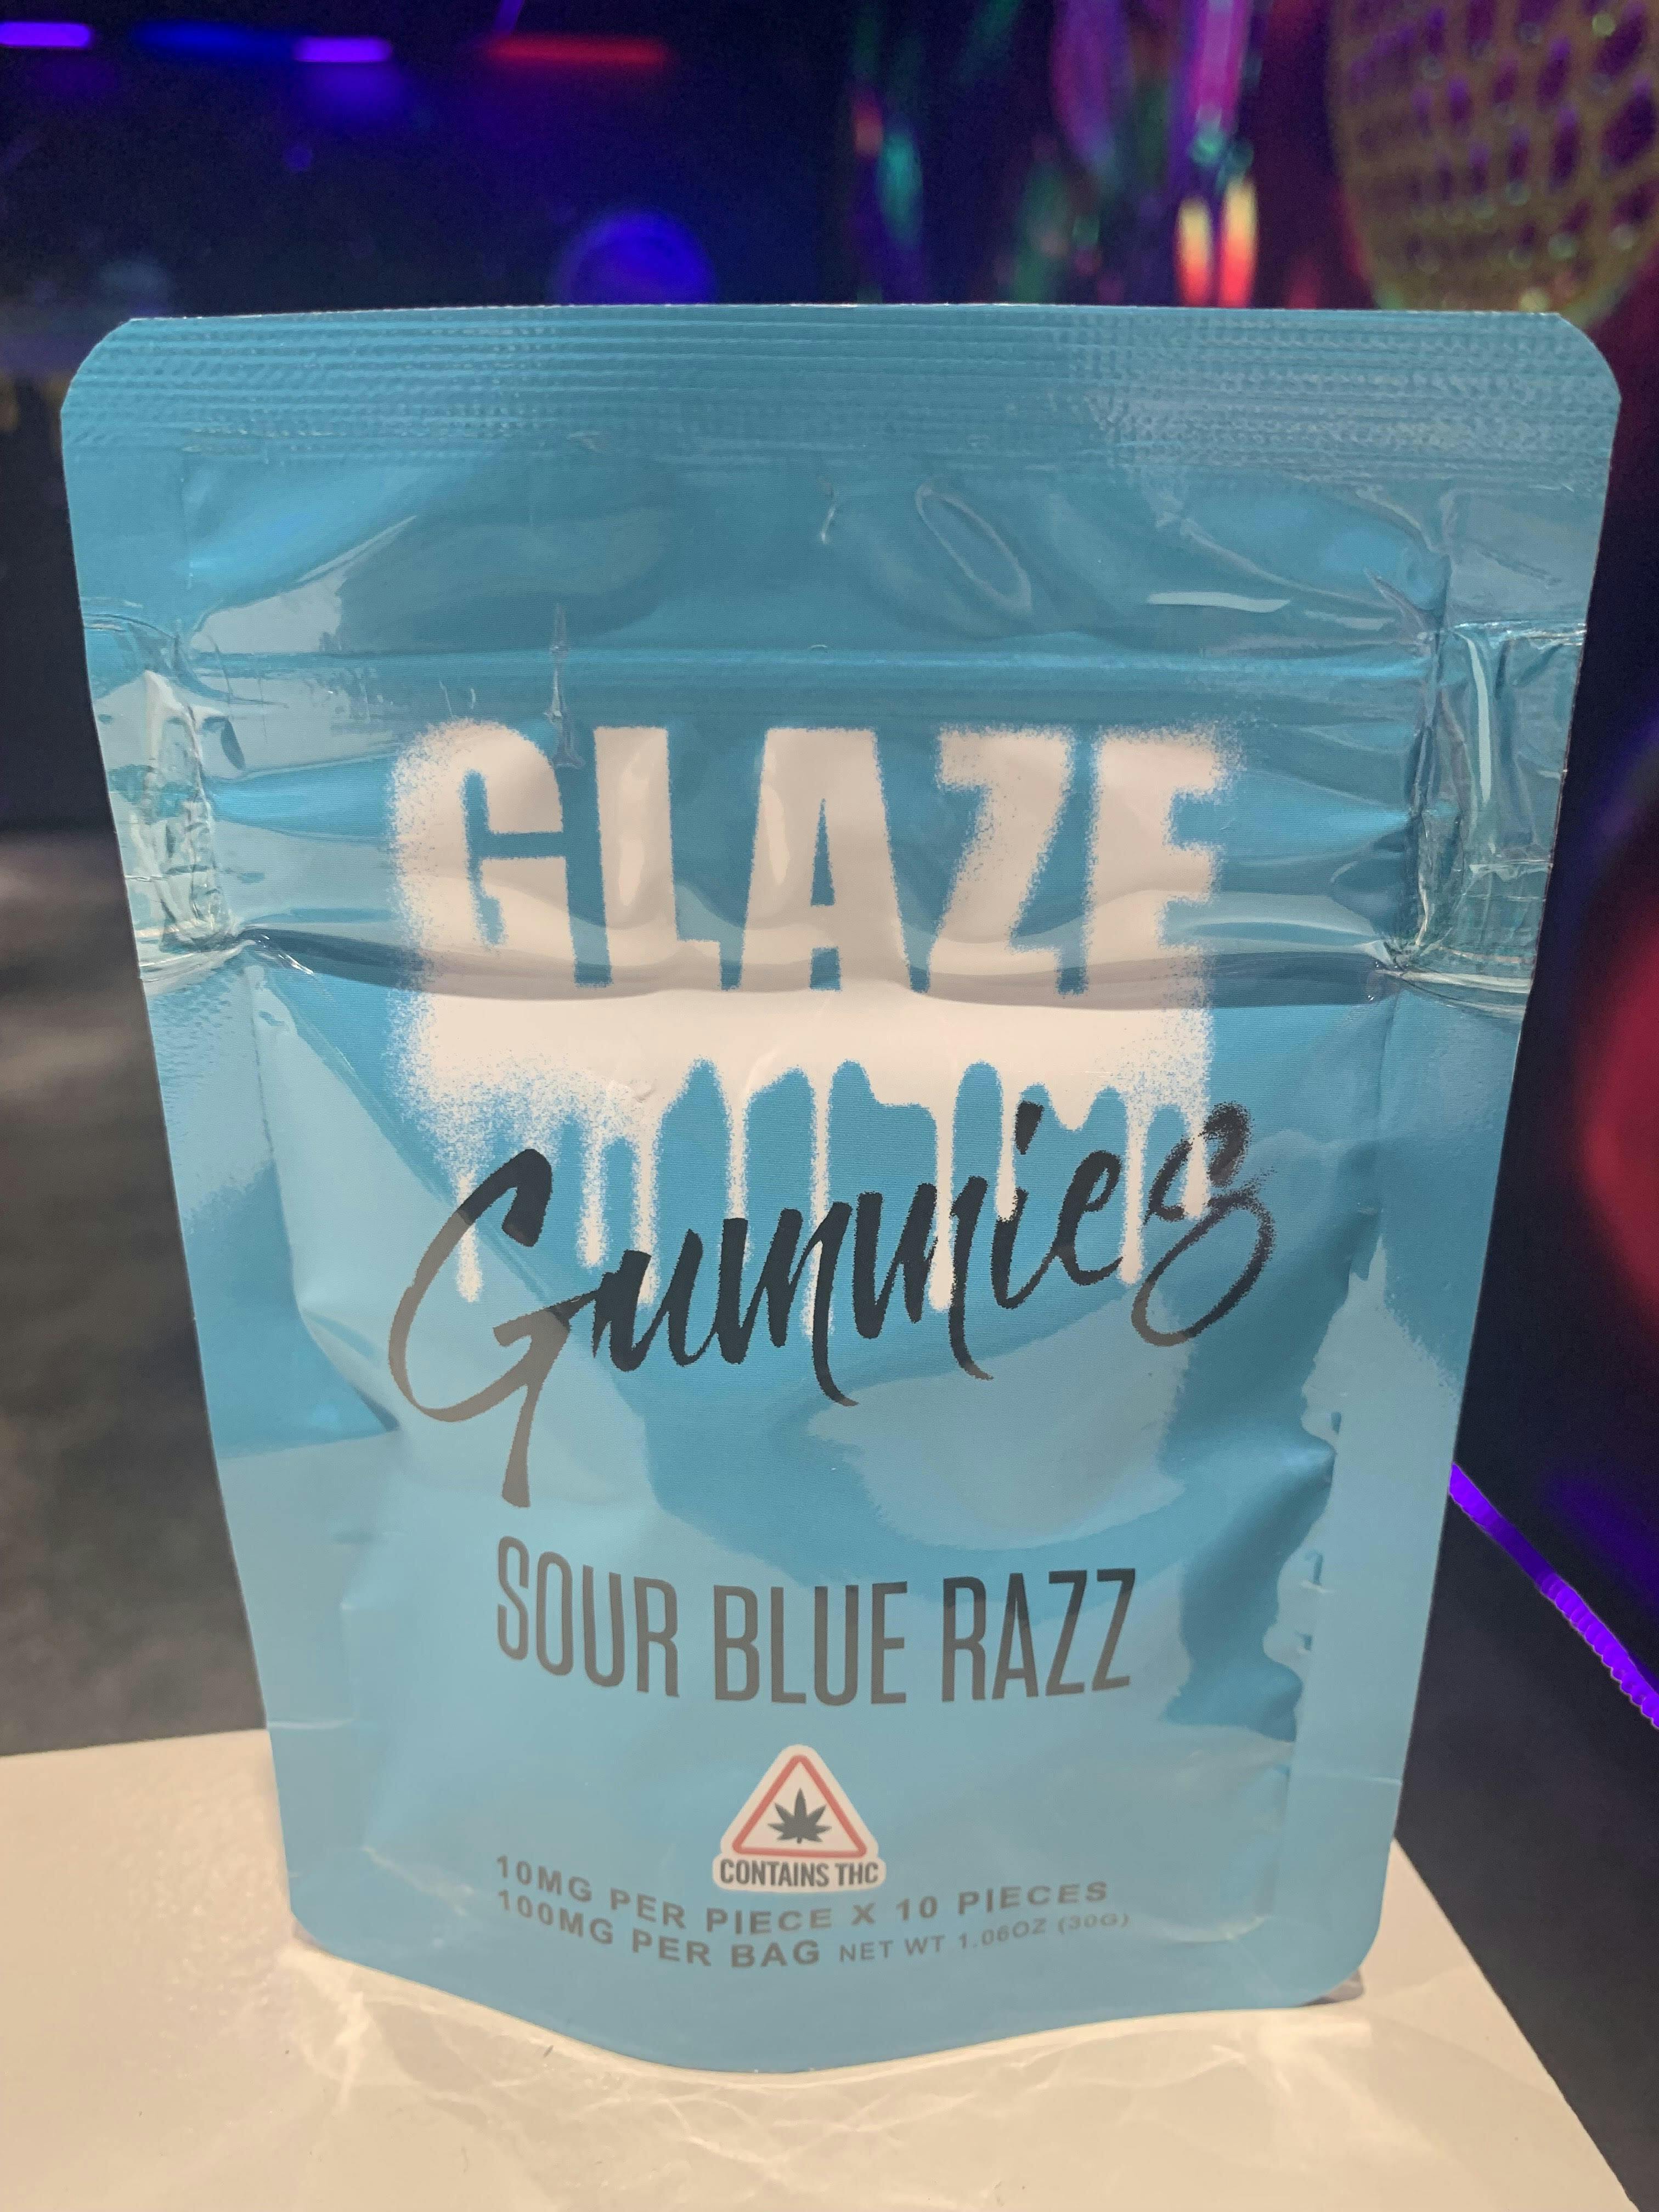 GLAZE
Gummies
SOUR BLUE RAZZ
CONTAINS THC
10MG PER PIECE X 10 PIECES
100MG PER BAG NET WT 1.06OZ (30G)